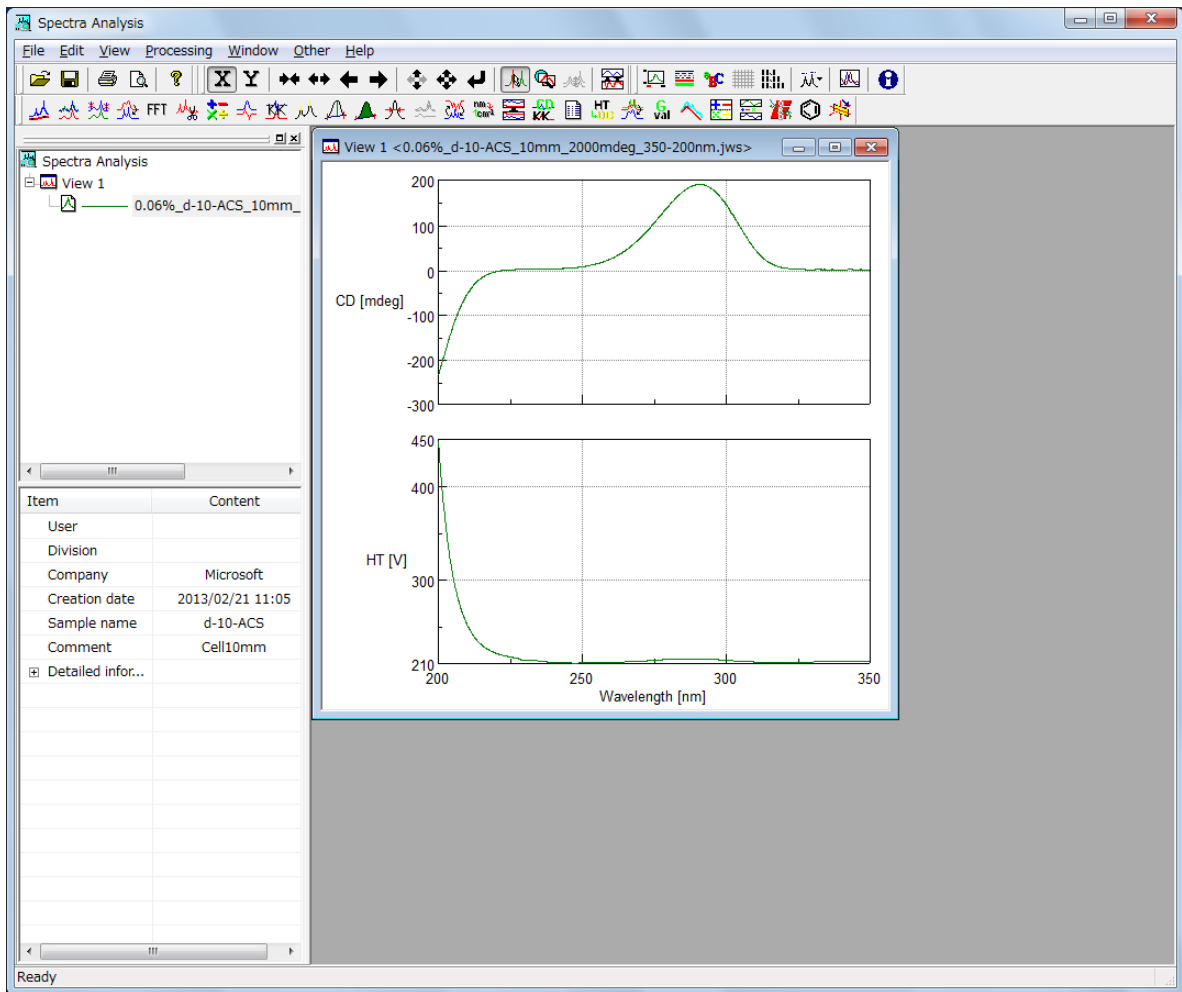 Spectra Analysis
File Edit View Processing Window Other Help
X Y
FFT
Spectra Analysis
View 1
0.06%_d-10-ACS_10mm_
View 1 <0.06%_d-10-ACS_10mm_2000mdeg_350-200nm.jws>
200
100
0
CD [mdeg]
-100
-200
-300
450
400
HT [V]
300
210
200 250 300 350
Wavelength [nm]
Item Content
User
Division
Company Microsoft
Creation date 2013/02/21 11:05
Sample name d-10-ACS
Comment Cell10mm
Detailed infor...
Ready